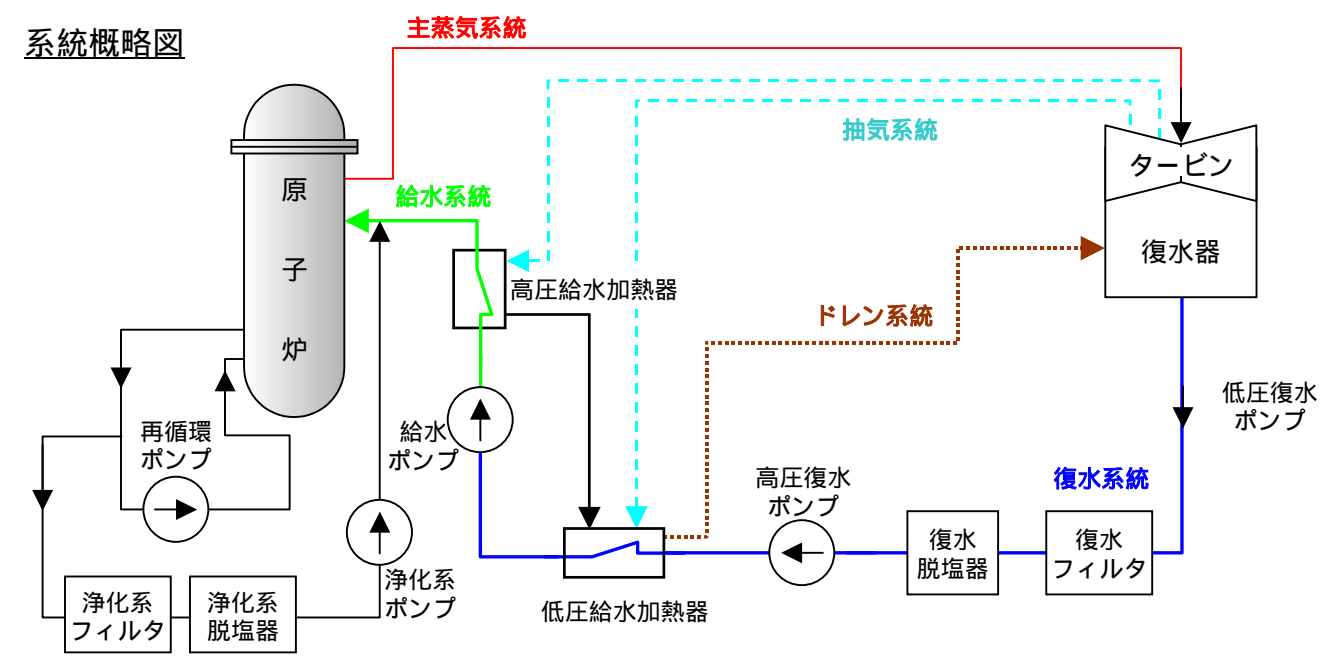 系統概略図
主蒸気系統
抽気系統
タービン
復水器
原
子
炉
給水系統
高圧給水加熱器
ドレン系統
低圧復水
ポンプ
再循環
ポンプ
給水
ポンプ
高圧復水
ポンプ
復水系統
復水
脱塩器
復水
フィルタ
浄化系
ポンプ
低圧給水加熱器
浄化系
フィルタ
浄化系
脱塩器